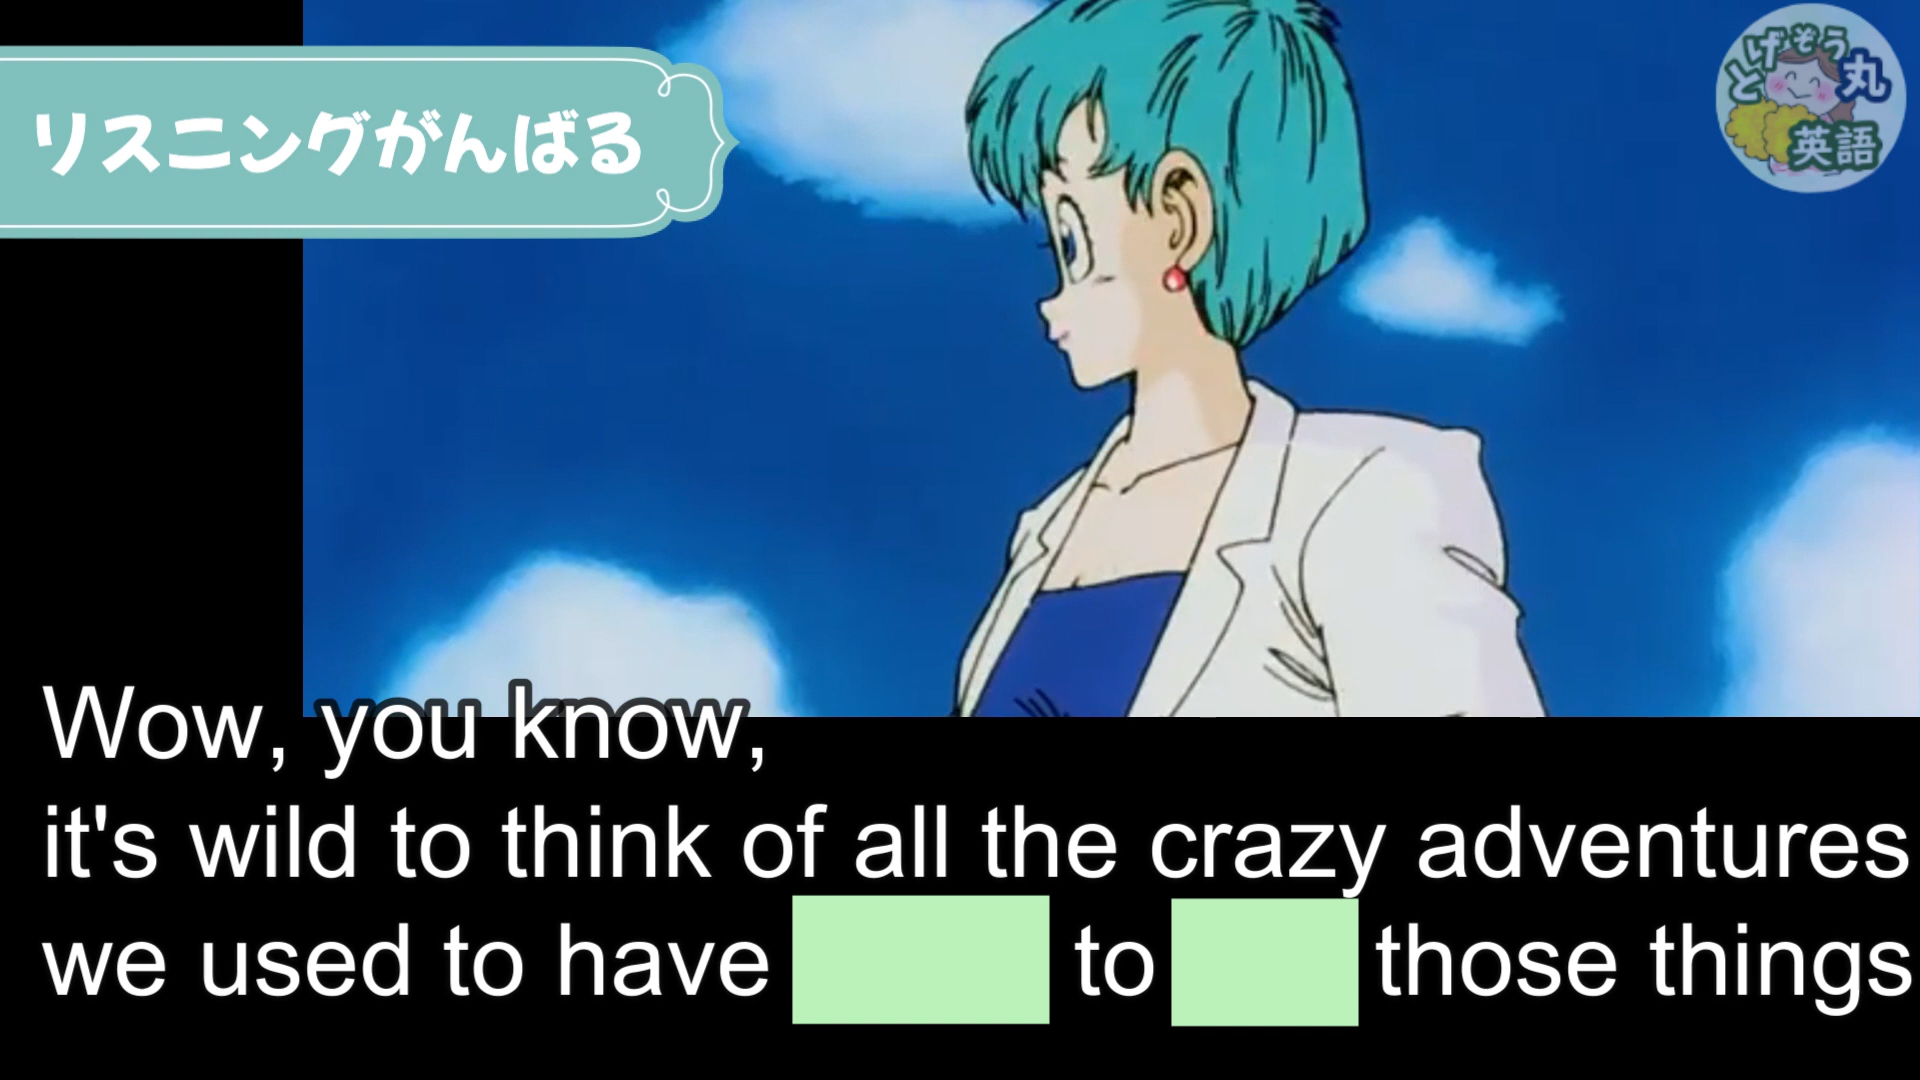 リスニングがんばる
とげぞう丸
英語
Wow, you know,
it's wild to think of all the crazy adventures
we used to have to those things